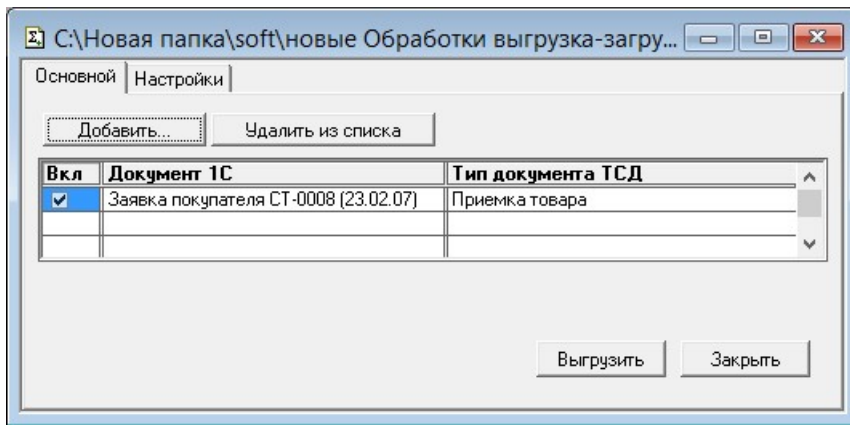 C:\Новая папка\soft\новые Обработки выгрузка-загру...
Основной Настройки
Добавить... Удалить из списка
Вкл Документ 1С Тип документа ТСД
Заявка покупателя СТ-0008 (23.02.07) Приемка товара
Выгрузить Закрыть